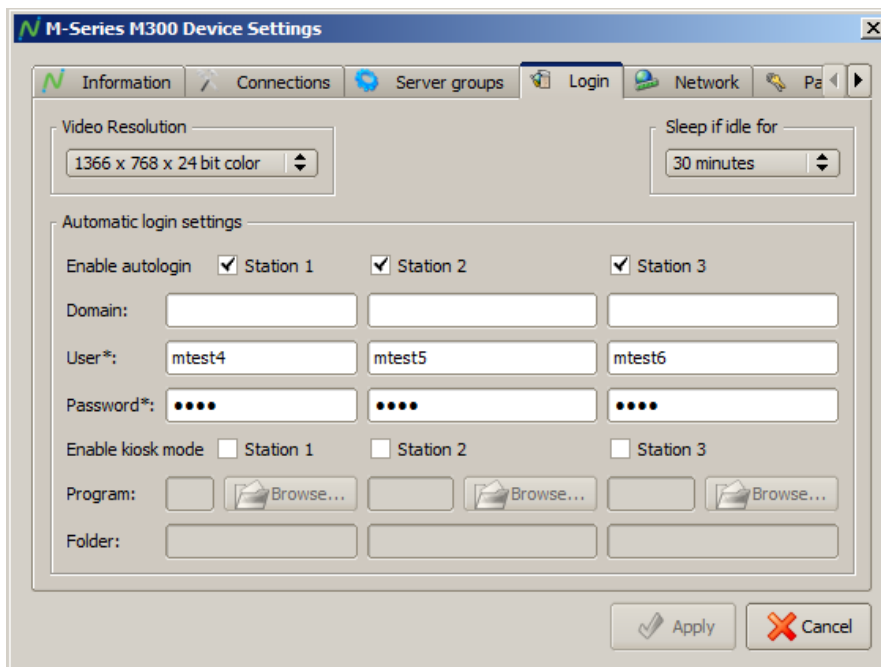 M-Series M300 Device Settings
Information Connections Server groups Login Network
Video Resolution Sleep if idle for
1366 x 768 x 24 bit color 30 minutes
Automatic login settings
Enable autologin Station 1 Station 2 Station 3
Domain:
User*: mtest4 mtest5 mtest6
Password*: •••• •••• ••••
Enable kiosk mode Station 1 Station 2 Station 3
Program: Browse... Browse... Browse...
Folder:
Apply Cancel